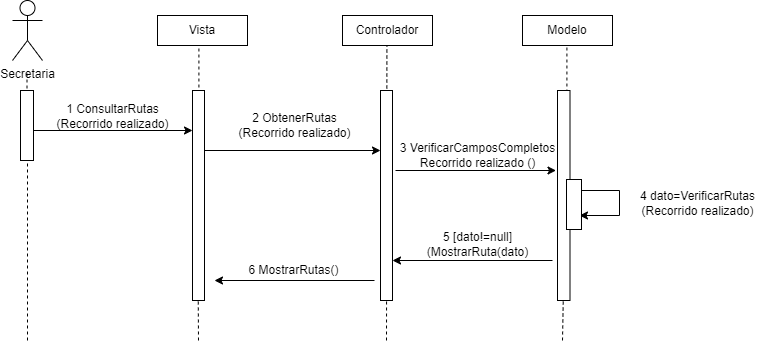 Vista
Controlador
Modelo
Secretaria
1 ConsultarRutas
(Recorrido realizado)
2 ObtenerRutas
(Recorrido realizado)
3 VerificarCamposCompletos
Recorrido realizado ()
4 dato=VerificarRutas
(Recorrido realizado)
5 [dato!=null]
(MostrarRuta(dato)
6 MostrarRutas()